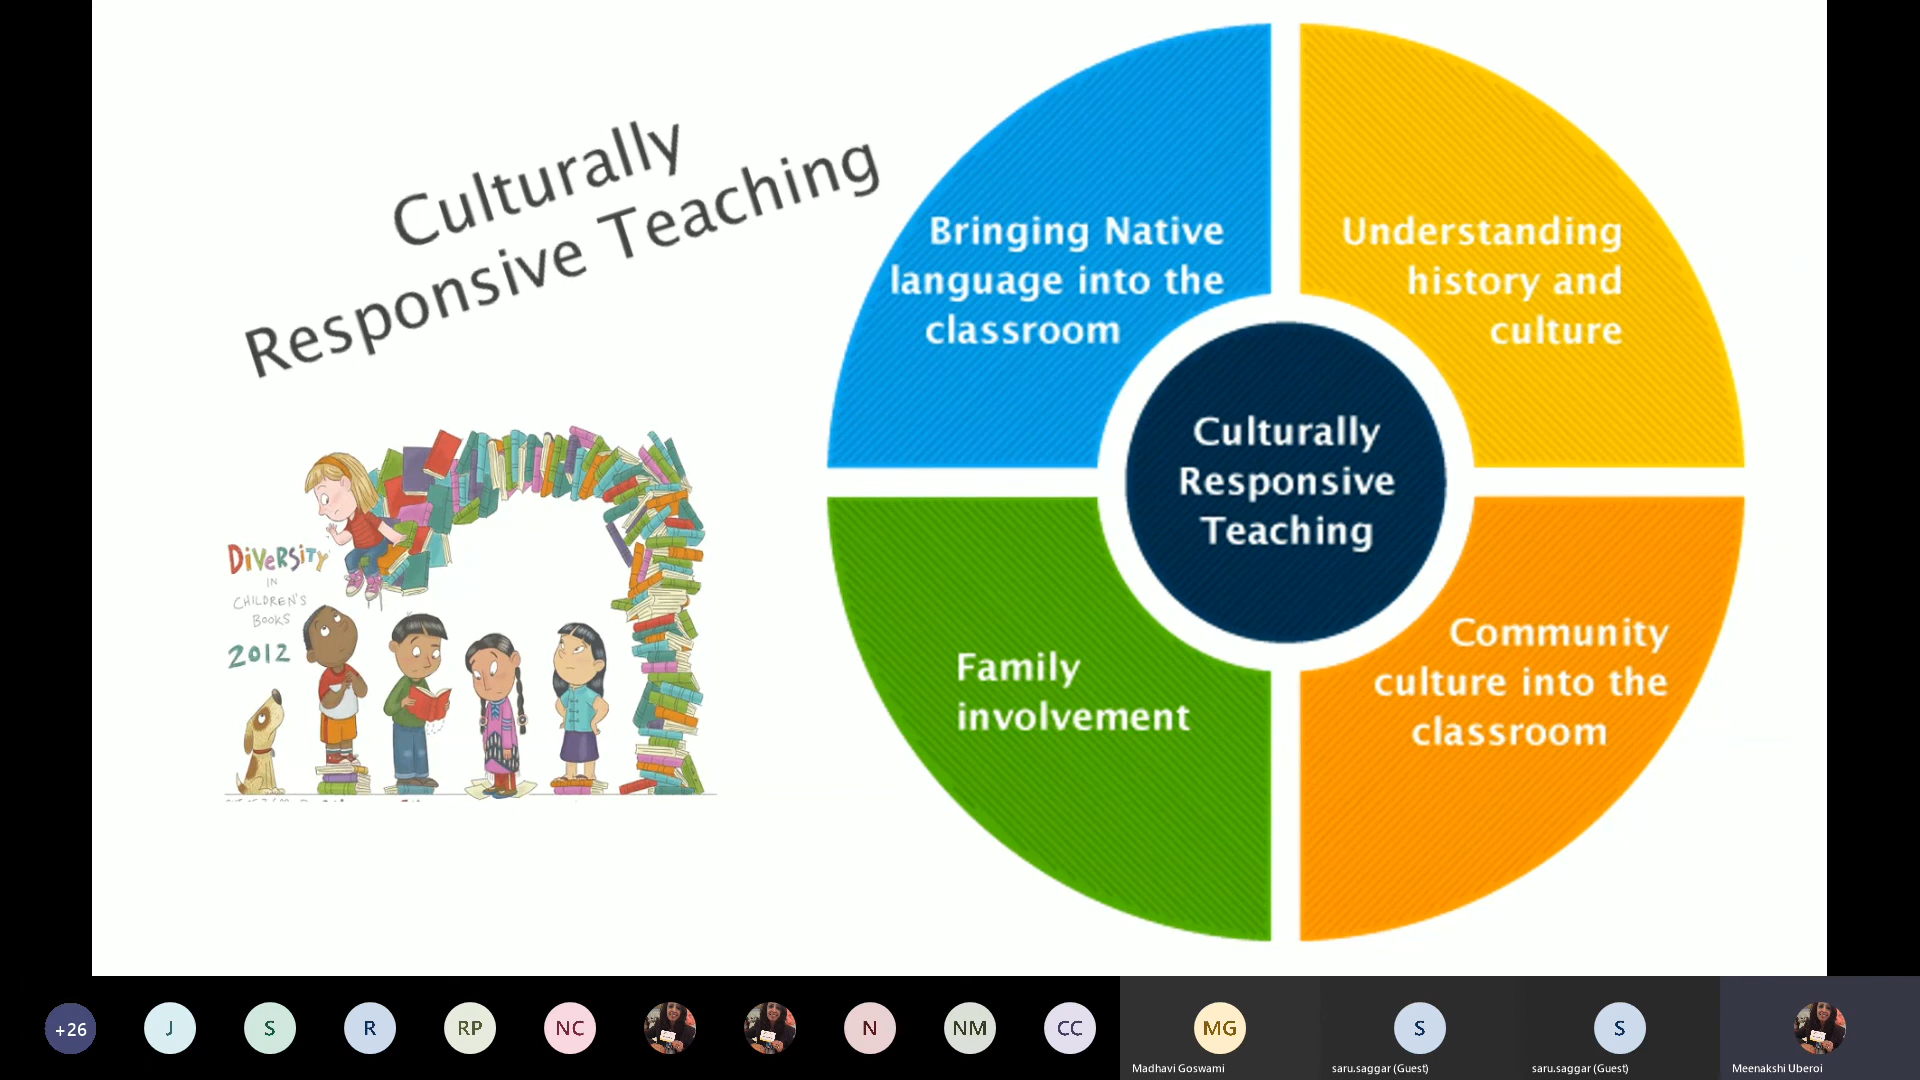 Culturally
Responsive Teaching
Bringing Native
language into the
classroom
Understanding
history and
culture
Culturally
Responsive
Teaching
Family
involvement
Community
culture into the
classroom
DIVERSITY
IN
CHILDREN'S
BOOKS
2012
+26
J
S
R
RP
NC
N
NM
CC
MG
S
S
Madhavi Goswami
saru.saggar (Guest)
saru.saggar (Guest)
Meenakshi Uberoi